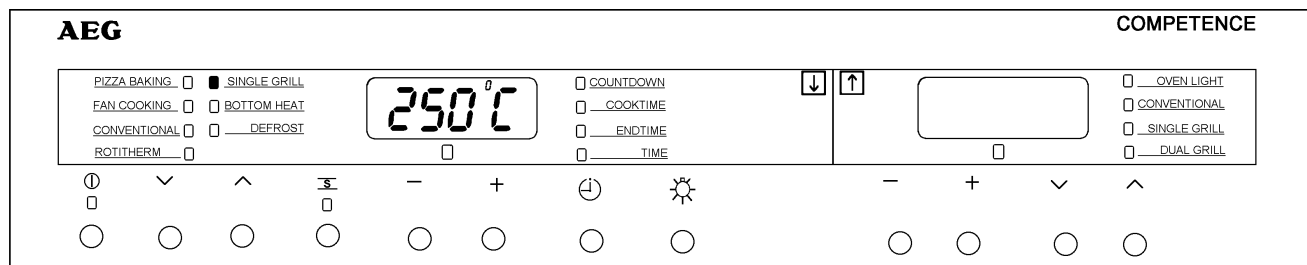 AEG
COMPETENCE
PIZZA BAKING
FAN COOKING
CONVENTIONAL
ROTITHERM
SINGLE GRILL
BOTTOM HEAT
DEFROST
250°C
COUNTDOWN
COOKTIME
ENDTIME
TIME
OVEN LIGHT
CONVENTIONAL
SINGLE GRILL
DUAL GRILL
S